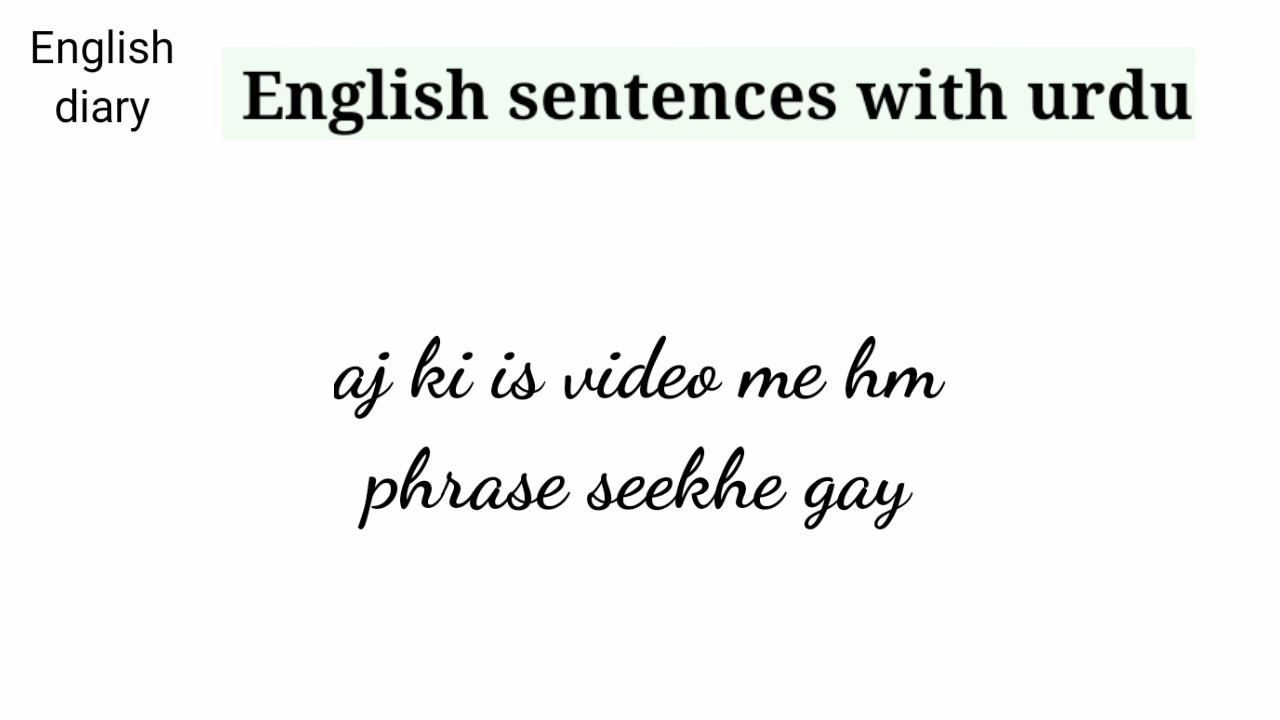 English
diary
English sentences with urdu
aj ki is video me hm
phrase seekhe gay